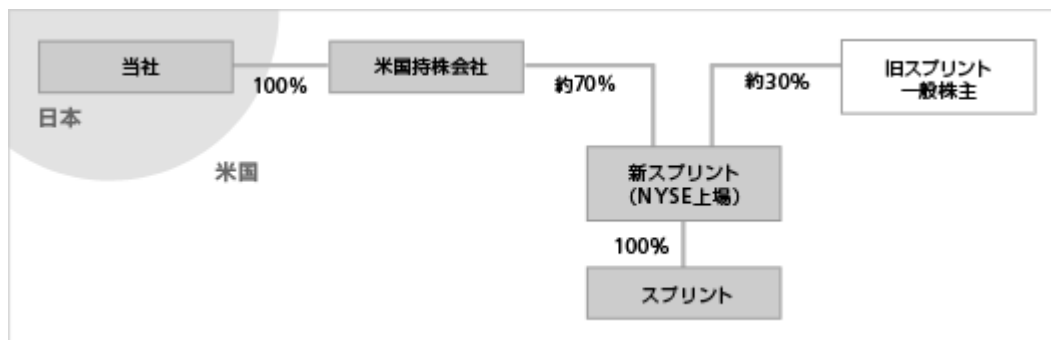 当社
100%
米国持株会社
約70%
約30%
旧スプリント
一般株主
日本
米国
新スプリント
(NYSE上場)
100%
スプリント